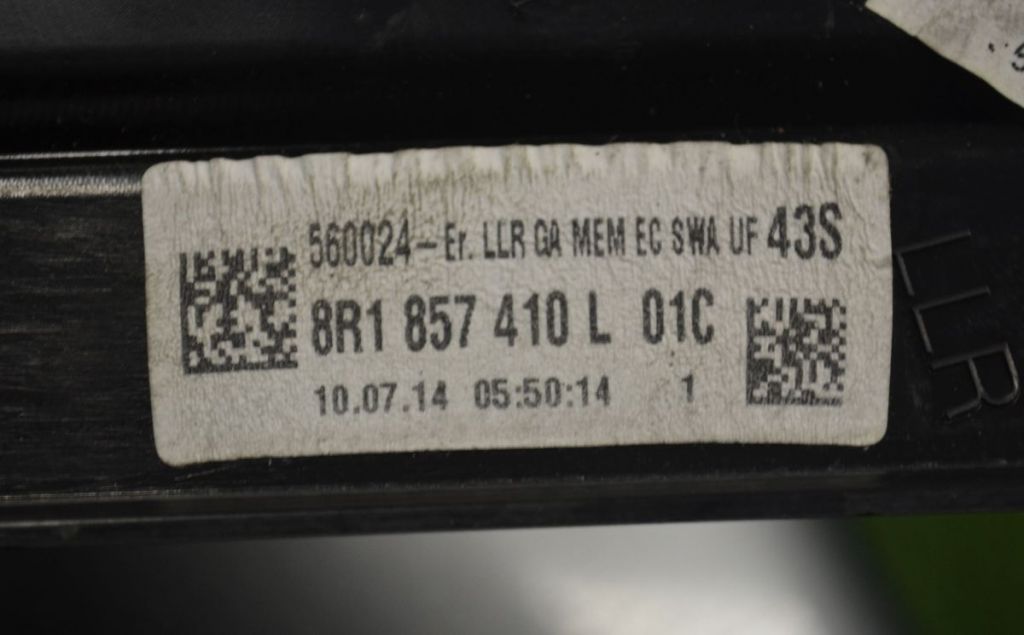 5
560024-Er. LLR GA MEM EC SWA UF 43S
8R1 857 410 L 01C
10.07.14 05:50:14 1
LLR